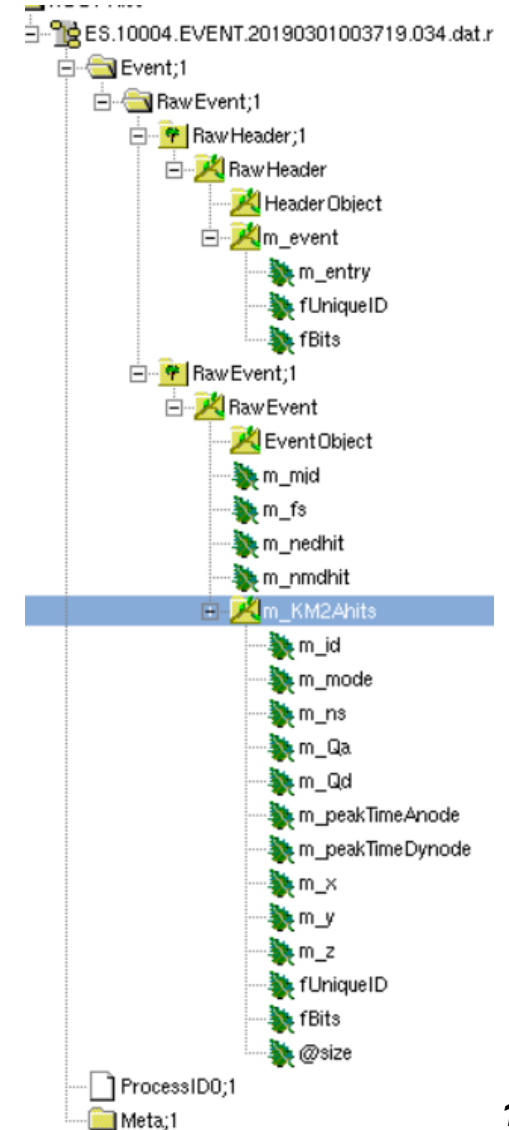 ES.10004.EVENT.20190301003719.034.dat.r
Event;1
RawEvent;1
RawHeader;1
RawHeader
HeaderObject
m_event
m_entry
fUniqueID
fBits
RawEvent;1
RawEvent
EventObject
m_mjd
m_fs
m_nedhit
m_nmdhit
m_KM2Ahits
m_id
m_mode
m_ns
m_Qa
m_Qd
m_peakTimeAnode
m_peakTimeDynode
m_x
m_y
m_z
fUniqueID
fBits
@size
ProcessID0;1
Meta;1